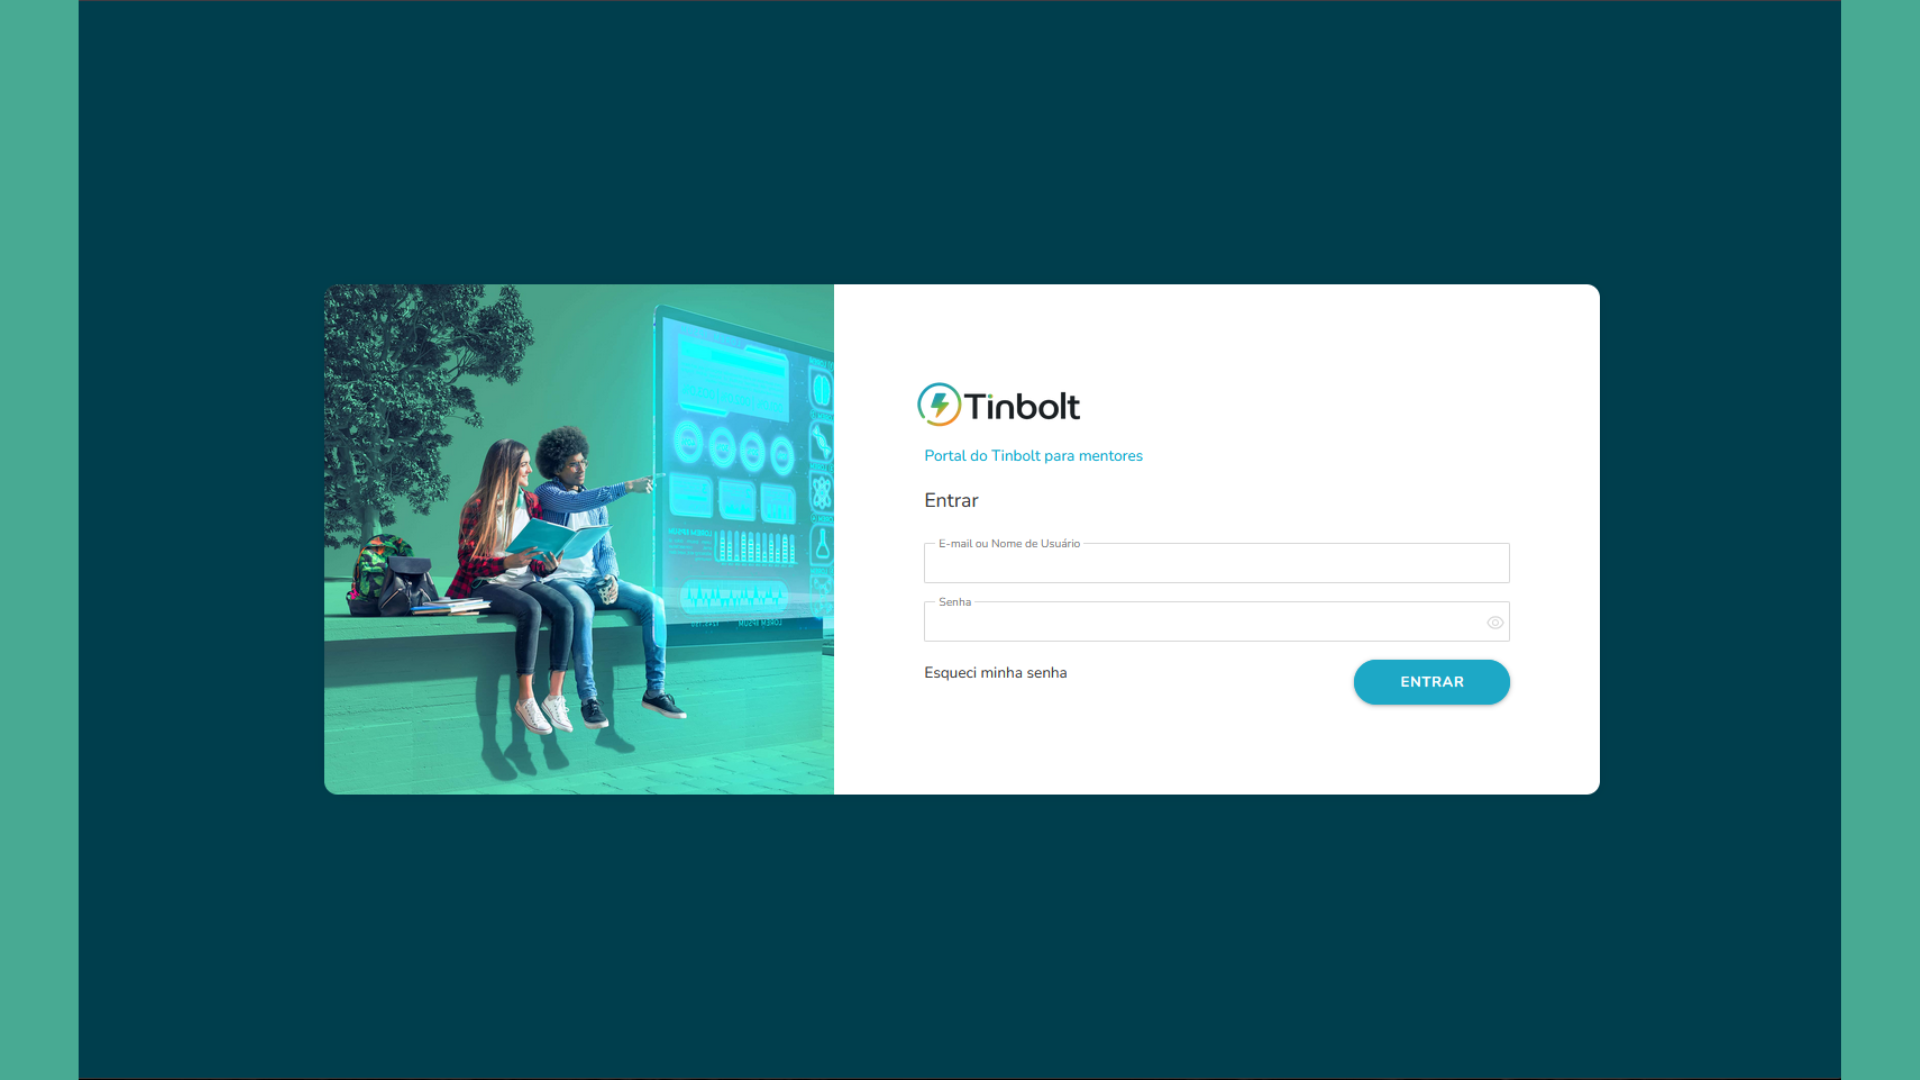 Tinbolt
Portal do Tinbolt para mentores
Entrar
E-mail ou Nome de Usuário
Senha
Esqueci minha senha
ENTRAR